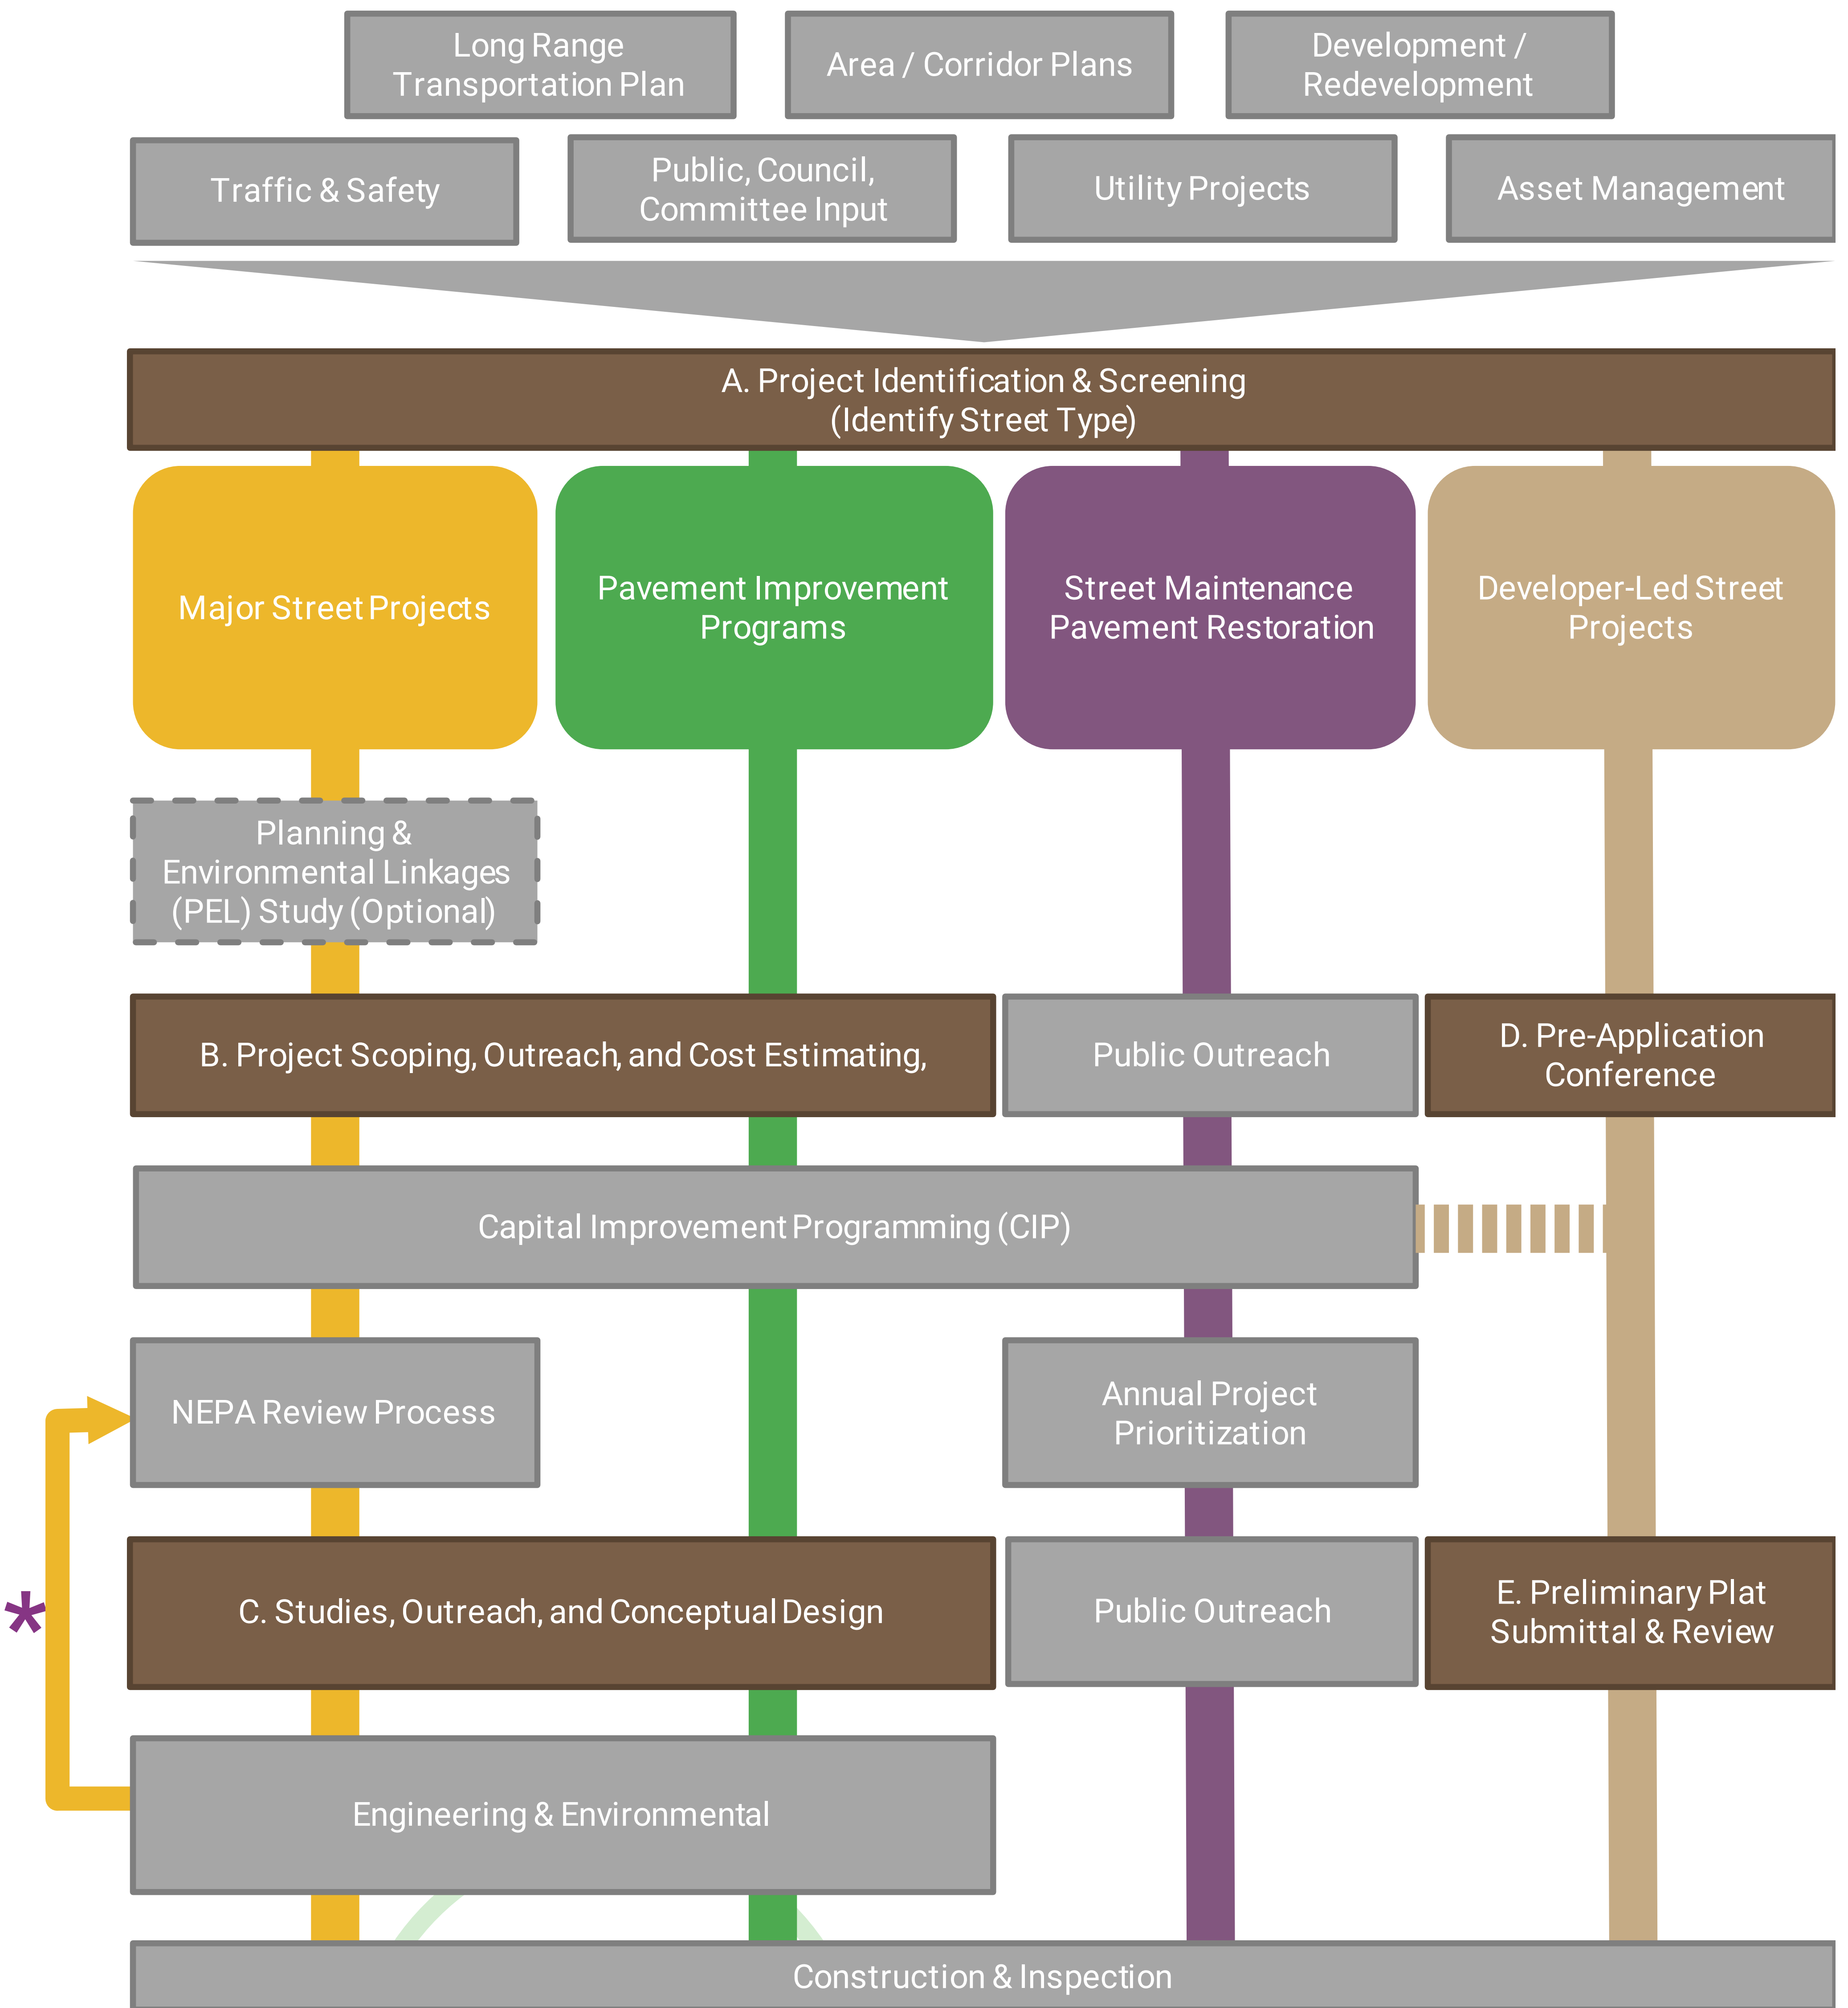 Long Range
Transportation Plan
Area / Corridor Plans
Development /
Redevelopment
Traffic & Safety
Public, Council,
Committee Input
Utility Projects
Asset Management
A. Project Identification & Screening
(Identify Street Type)
Major Street Projects
Pavement Improvement
Programs
Street Maintenance
Pavement Restoration
Developer-Led Street
Projects
Planning &
Environmental Linkages
(PEL) Study (Optional)
B. Project Scoping, Outreach, and Cost Estimating,
Public Outreach
D. Pre-Application
Conference
Capital Improvement Programming (CIP)
NEPA Review Process
Annual Project
Prioritization
*
C. Studies, Outreach, and Conceptual Design
Public Outreach
E. Preliminary Plat
Submittal & Review
Engineering & Environmental
Construction & Inspection